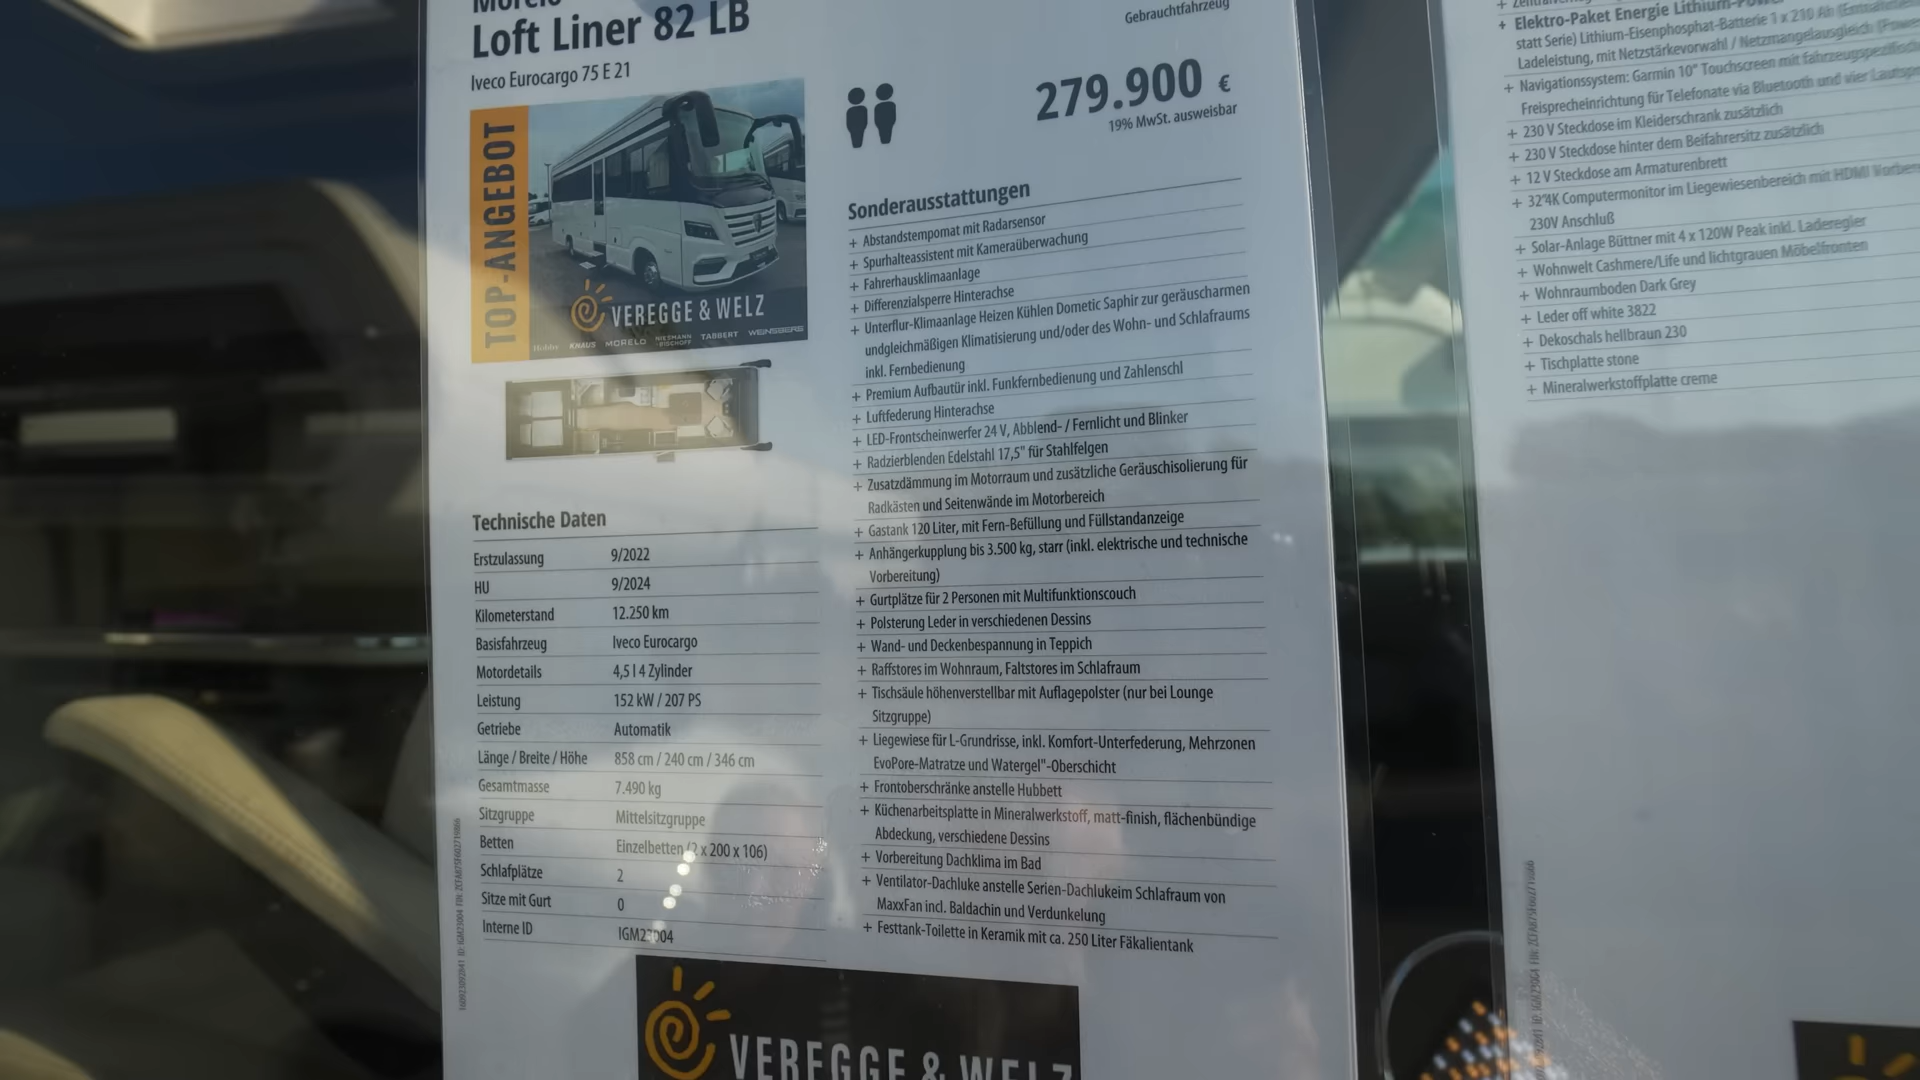 Morelo
Loft Liner 82 LB
Iveco Eurocargo 75 E 21
Gebrauchtfahrzeug
279.900 €
19% MwSt. ausweisbar
TOP-ANGEBOT
VEREGGE & WELZ
Hobby KNAUS MORELO NIESMANN BISCHOFF TABBERT WEINSBERG
Technische Daten
Erstzulassung 9/2022
HU 9/2024
Kilometerstand 12.250 km
Basisfahrzeug Iveco Eurocargo
Motordetails 4,5 l 4 Zylinder
Leistung 152 kW / 207 PS
Getriebe Automatik
Länge / Breite / Höhe 858 cm / 240 cm / 346 cm
Gesamtmasse 7.490 kg
Sitzgruppe Mittelsitzgruppe
Betten Einzelbetten (2 x 200 x 106)
Schlafplätze 2
Sitze mit Gurt 0
Interne ID IGM23004
Sonderausstattungen
+ Abstandstempomat mit Radarsensor
+ Spurhalteassistent mit Kameraüberwachung
+ Fahrerhausklimaanlage
+ Differenzialsperre Hinterachse
+ Unterflur-Klimaanlage Heizen Kühlen Dometic Saphir zur geräuscharmen
undgleichmäßigen Klimatisierung und/oder des Wohn- und Schlafraums
inkl. Fernbedienung
+ Premium Aufbautür inkl. Funkfernbedienung und Zahlenschl
+ Luftfederung Hinterachse
+ LED-Frontscheinwerfer 24 V, Abblend- / Fernlicht und Blinker
+ Radzierblenden Edelstahl 17,5" für Stahlfelgen
+ Zusatzdämmung im Motorraum und zusätzliche Geräuschisolierung für
Radkästen und Seitenwände im Motorbereich
+ Gastank 120 Liter, mit Fern-Befüllung und Füllstandanzeige
+ Anhängerkupplung bis 3.500 kg, starr (inkl. elektrische und technische
Vorbereitung)
+ Gurtplätze für 2 Personen mit Multifunktionscouch
+ Polsterung Leder in verschiedenen Dessins
+ Wand- und Deckenbespannung in Teppich
+ Raffstores im Wohnraum, Faltstores im Schlafraum
+ Tischsäule höhenverstellbar mit Auflagepolster (nur bei Lounge
Sitzgruppe)
+ Liegewiese für L-Grundrisse, inkl. Komfort-Unterfederung, Mehrzonen
EvoPore-Matratze und Watergel"-Oberschicht
+ Frontoberschränke anstelle Hubbett
+ Küchenarbeitsplatte in Mineralwerkstoff, matt-finish, flächenbündige
Abdeckung, verschiedene Dessins
+ Vorbereitung Dachklima im Bad
+ Ventilator-Dachluke anstelle Serien-Dachlukeim Schlafraum von
MaxxFan incl. Baldachin und Verdunkelung
+ Festtank-Toilette in Keramik mit ca. 250 Liter Fäkalientank
VEREGGE & WELZ
+ Elektro-Paket Energie Lithium-Power
statt Serie) Lithium-Eisenphosphat-Batterie 1 x 210 Ah
Ladeleistung, mit Netzstärkevorwahl / Netzmangelausgleich
+ Navigationssystem: Garmin 10" Touchscreen mit fahrzeugspezifisch
Freisprecheinrichtung für Telefonate via Bluetooth und vier Lautsp
+ 230 V Steckdose im Kleiderschrank zusätzlich
+ 230 V Steckdose hinter dem Beifahrersitz zusätzlich
+ 12 V Steckdose am Armaturenbrett
+ 32"4K Computermonitor im Liegewiesenbereich mit HDMI Vorberei
230V Anschluß
+ Solar-Anlage Büttner mit 4 x 120W Peak inkl. Laderegler
+ Wohnwelt Cashmere/Life und lichtgrauen Möbelfronten
+ Wohnraumboden Dark Grey
+ Leder off white 3822
+ Dekoschals hellbraun 230
+ Tischplatte stone
+ Mineralwerkstoffplatte creme